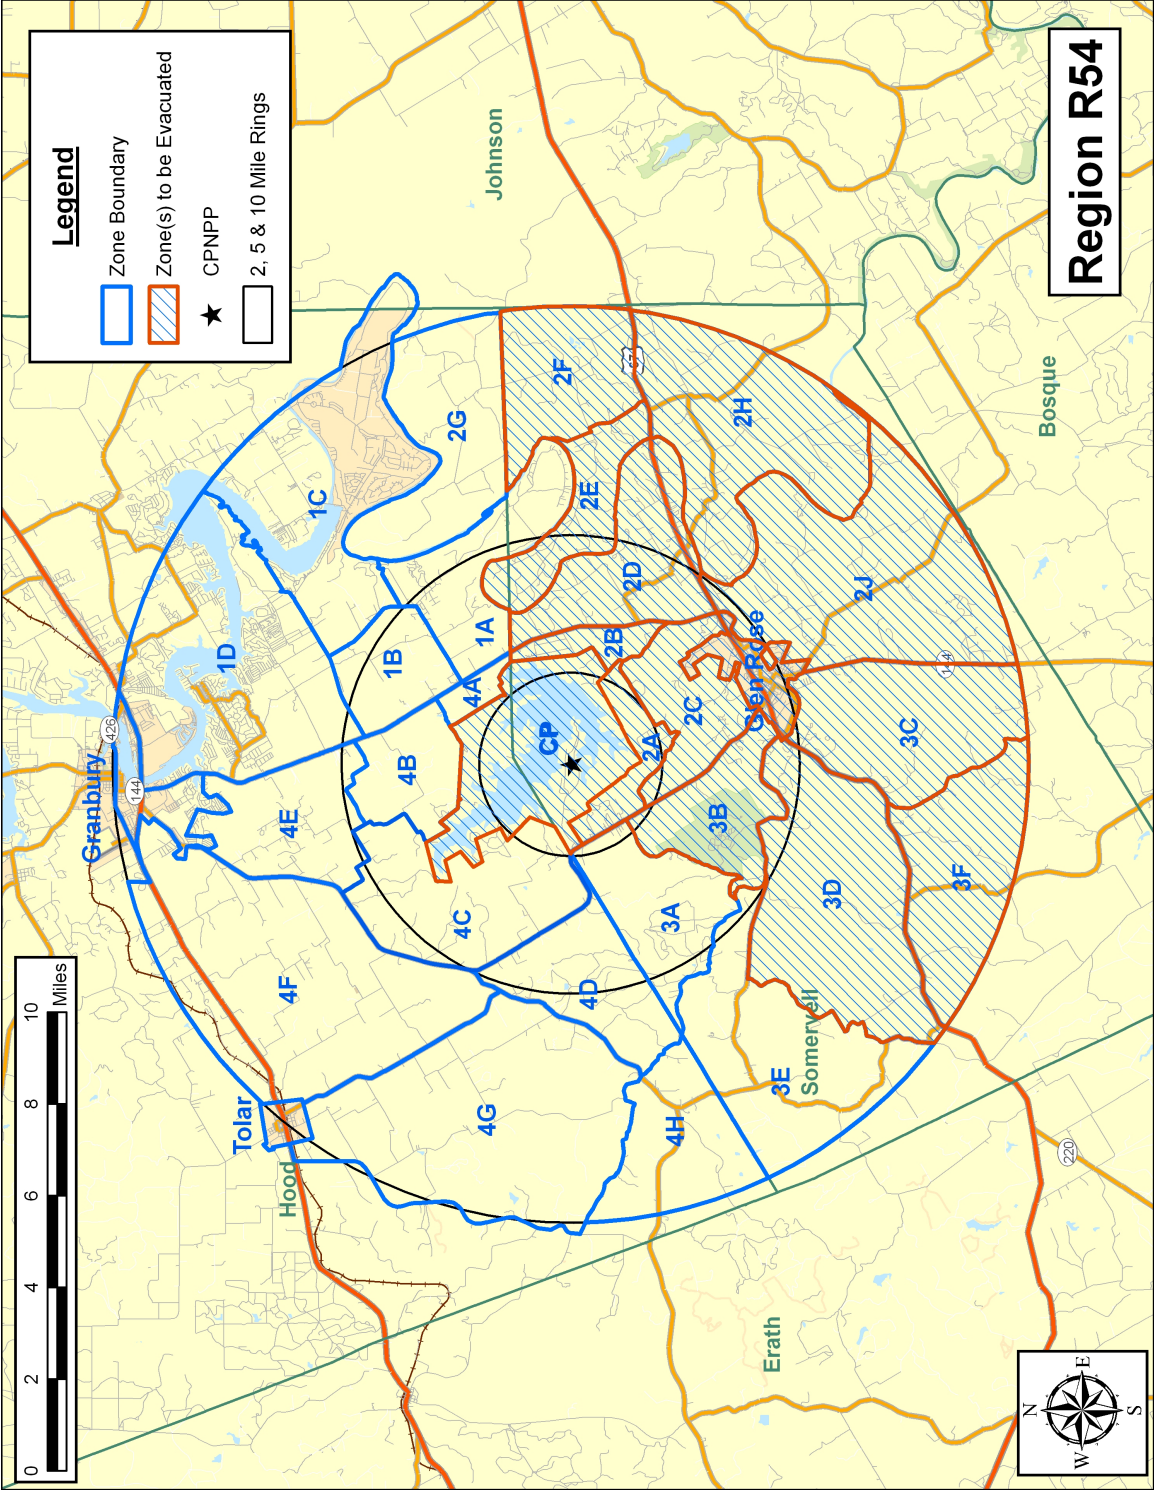 Legend
Zone Boundary
Zone(s) to be Evacuated
CPNPP
2, 5 & 10 Mile Rings
Region R54
0 2 4 6 8 10
Miles
N
W E
S
Johnson
Bosque
Hood
Somervell
Erath
Granbury
Tolar
Glen Rose
CP
1A
1B
1C
1D
2A
2B
2C
2D
2E
2F
2G
2H
2J
3A
3B
3C
3D
3E
3F
4A
4B
4C
4D
4E
4F
4G
4H
426
144
67
144
220